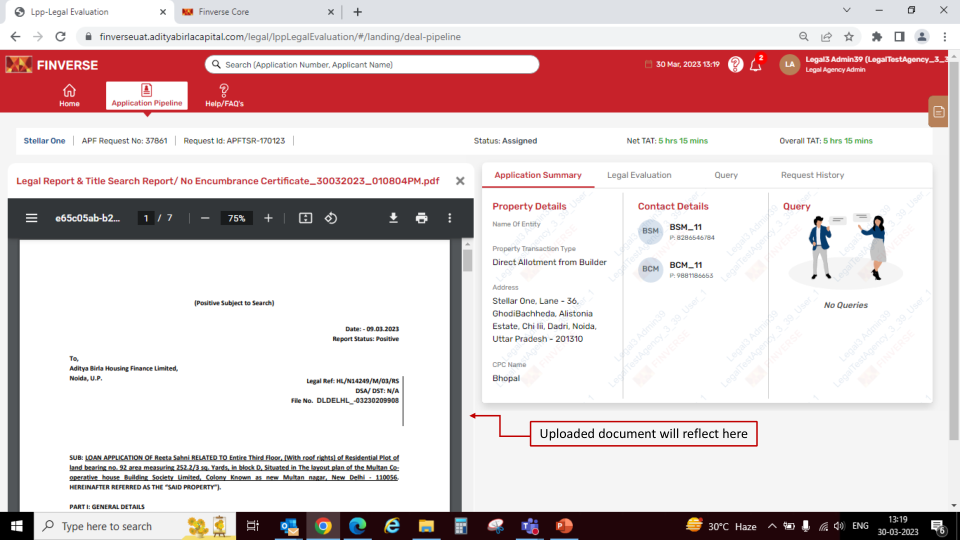 Lpp-Legal Evaluation
Finverse Core
finverseuat.adityabirlacapital.com/legal/lppLegalEvaluation/#/landing/deal-pipeline
FINVERSE
Search (Application Number, Applicant Name)
30 Mar, 2023 13:19
2
LA
Legal3 Admin39 (LegalTestAgency_3_3
Legal Agency Admin
Home
Application Pipeline
Help/FAQ's
Stellar One
APF Request No: 37861
Request Id: APFTSR-170123
Status: Assigned
Net TAT: 5 hrs 15 mins
Overall TAT: 5 hrs 15 mins
Legal Report & Title Search Report/ No Encumbrance Certificate_30032023_010804PM.pdf
e65c05ab-b2...
1 / 7
75%
(Positive Subject to Search)
Date: - 09.03.2023
Report Status: Positive
To,
Aditya Birla Housing Finance Limited,
Noida, U.P.
Legal Ref: HL/N14249/M/03/RS
DSA/ DST: N/A
File No. DLDELHL_-03230209908
SUB: LOAN APPLICATION OF Reeta Sahni RELATED TO Entire Third Floor, (With roof rights) of Residential Plot of
land bearing no. 92 area measuring 252.2/3 sq. Yards, in block D, Situated in The layout plan of the Multan Co-
operative house Building Society Limited, Colony Known as new Multan nagar, New Delhi - 110056.
HEREINAFTER REFERRED AS THE "SAID PROPERTY").
PART I: GENERAL DETAILS
Application Summary
Legal Evaluation
Query
Request History
Property Details
Name Of Entity
Property Transaction Type
Direct Allotment from Builder
Address
Stellar One, Lane - 36,
GhodiBachheda, Alistonia
Estate, Chi Iii, Dadri, Noida,
Uttar Pradesh - 201310
CPC Name
Bhopal
Contact Details
BSM
BSM_11
P: 8286646784
BCM
BCM_11
P: 9881186653
Query
No Queries
Uploaded document will reflect here
Type here to search
30°C Haze
ENG
13:19
30-03-2023
6